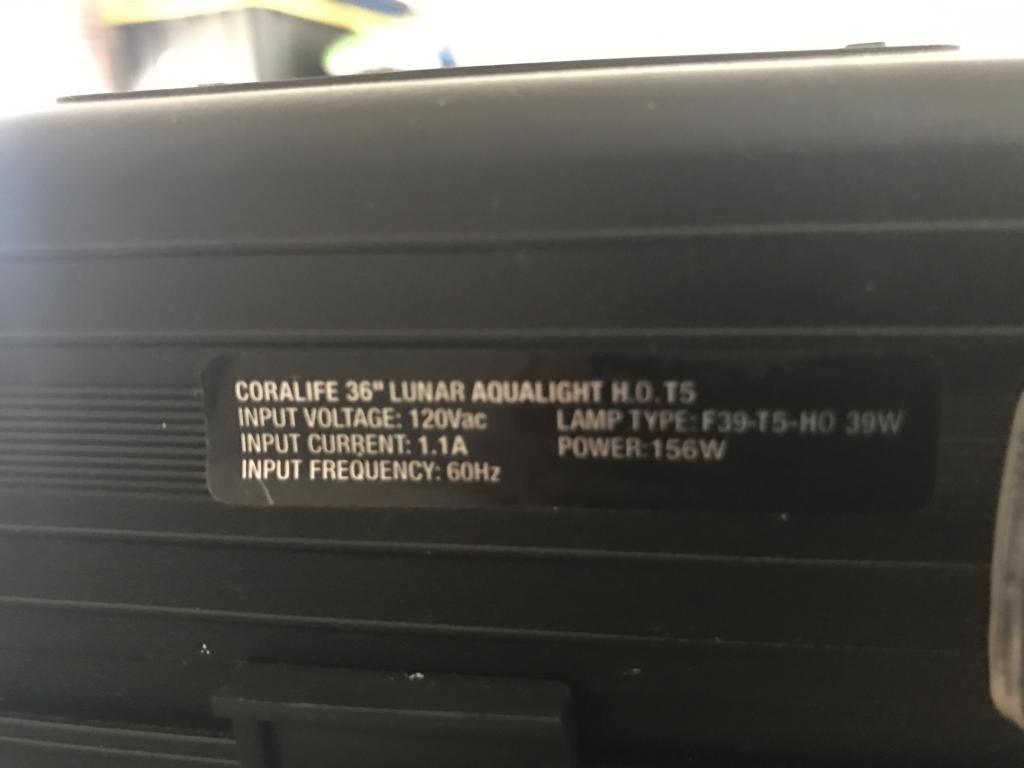 CORALIFE 36" LUNAR AQUALIGHT H.O. T5
INPUT VOLTAGE: 120Vac LAMP TYPE: F39-T5-HO 39W
INPUT CURRENT: 1.1A POWER:156W
INPUT FREQUENCY: 60Hz